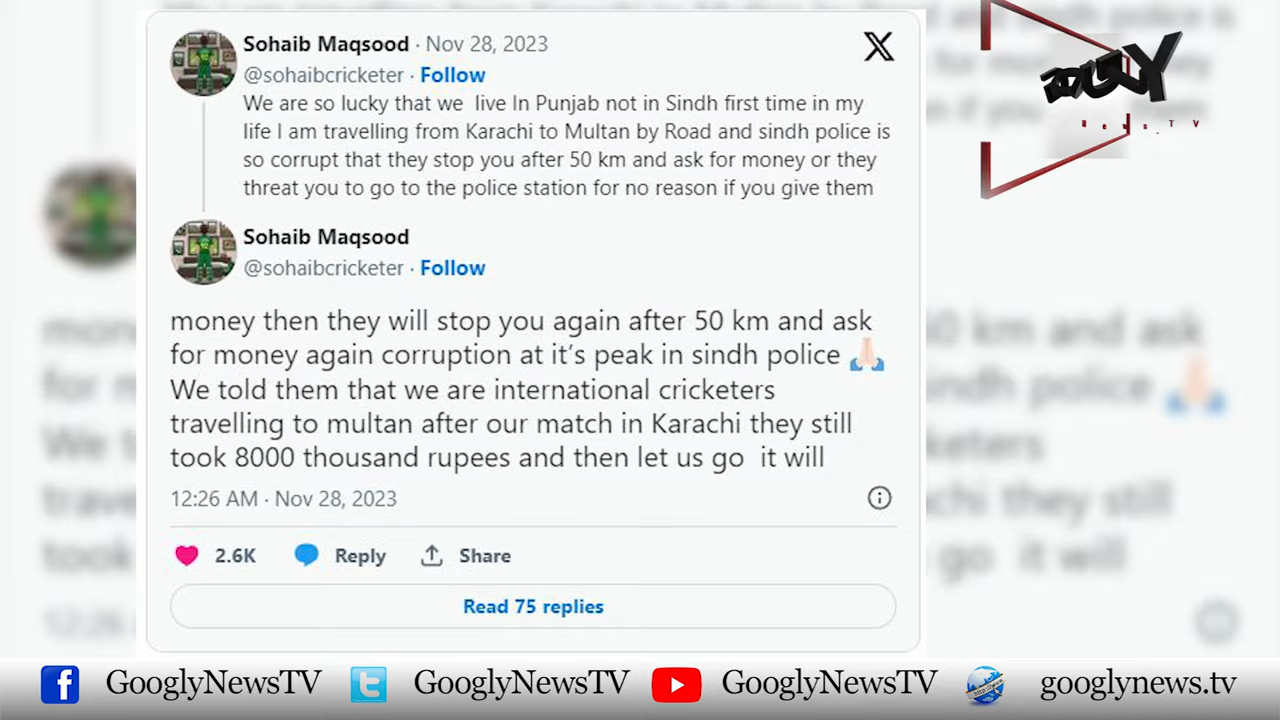 Sohaib Maqsood · Nov 28, 2023
@sohaibcricketer · Follow
We are so lucky that we live In Punjab not in Sindh first time in my
life I am travelling from Karachi to Multan by Road and sindh police is
so corrupt that they stop you after 50 km and ask for money or they
threat you to go to the police station for no reason if you give them
Sohaib Maqsood
@sohaibcricketer · Follow
money then they will stop you again after 50 km and ask
for money again corruption at it's peak in sindh police 🙏🏻
We told them that we are international cricketers
travelling to multan after our match in Karachi they still
took 8000 thousand rupees and then let us go it will
12:26 AM · Nov 28, 2023
2.6K Reply Share
Read 75 replies
News.TV
GooglyNewsTV GooglyNewsTV GooglyNewsTV googlynews.tv